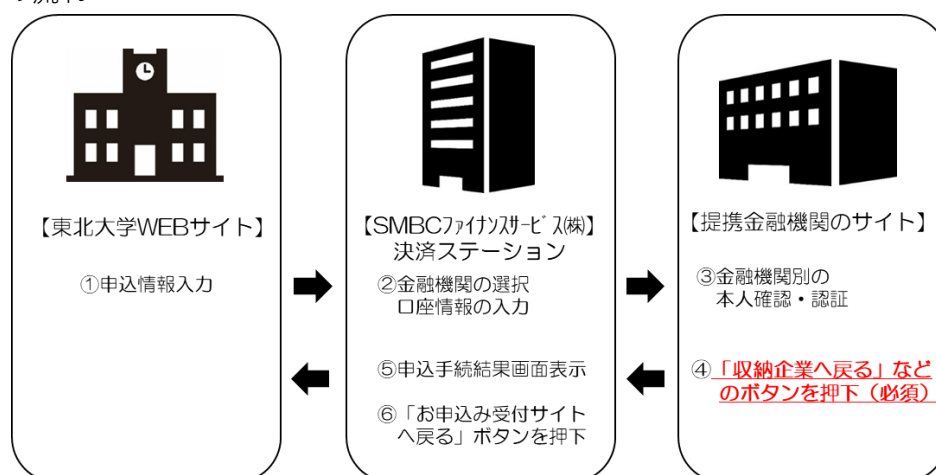 【東北大学WEBサイト】
①申込情報入力
【SMBCﾌｧｲﾅﾝｽｻｰﾋﾞｽ㈱】
決済ステーション
②金融機関の選択
口座情報の入力
⑤申込手続結果画面表示
⑥「お申込み受付サイト
へ戻る」ボタンを押下
【提携金融機関のサイト】
③金融機関別の
本人確認・認証
④「収納企業へ戻る」など
のボタンを押下（必須）